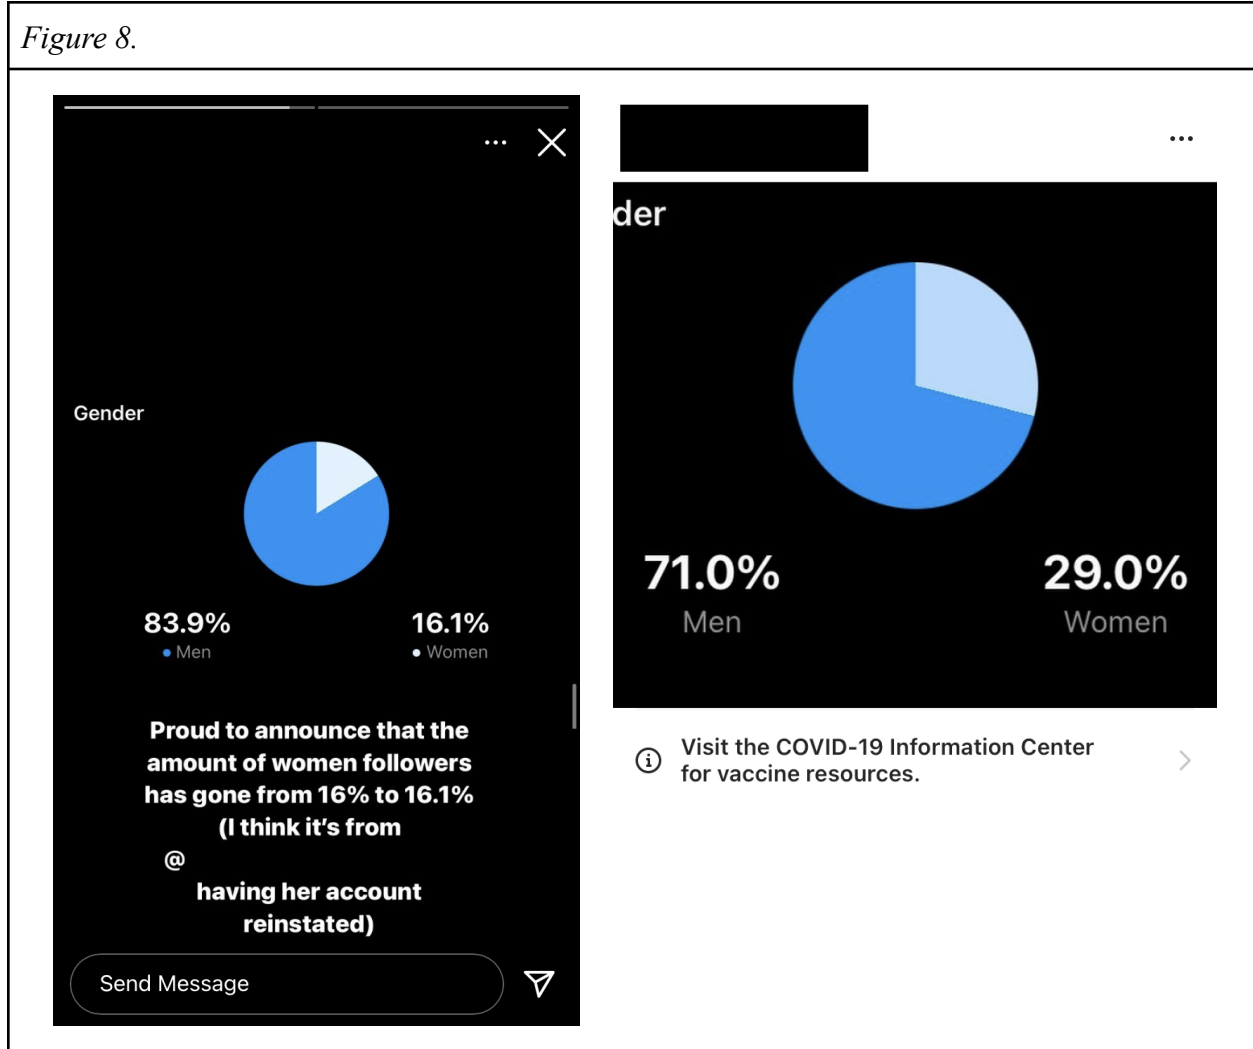 Figure 8.
Gender
83.9%
16.1%
Men
Women
Proud to announce that the
amount of women followers
has gone from 16% to 16.1%
(I think it's from
@
having her account
reinstated)
Send Message
der
71.0%
29.0%
Men
Women
Visit the COVID-19 Information Center
for vaccine resources.